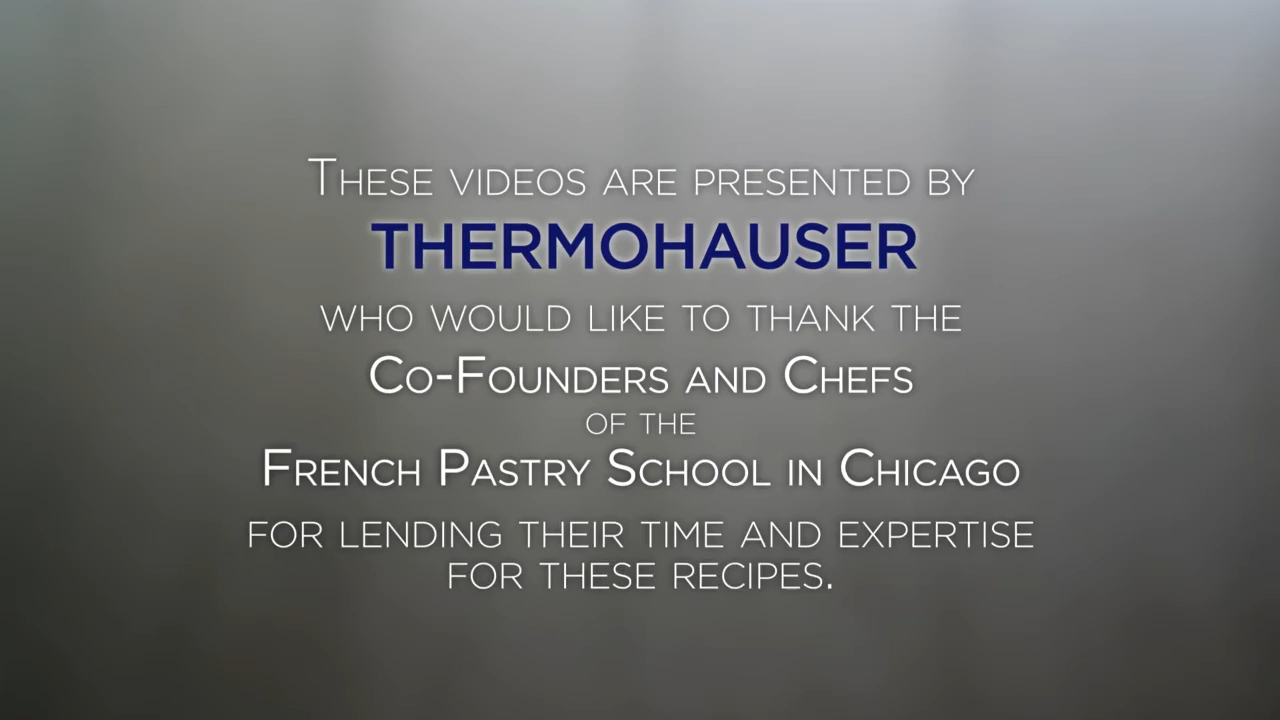 These videos are presented by
THERMOHAUSER
who would like to thank the
Co-Founders and Chefs
of the
French Pastry School in Chicago
for lending their time and expertise
for these recipes.